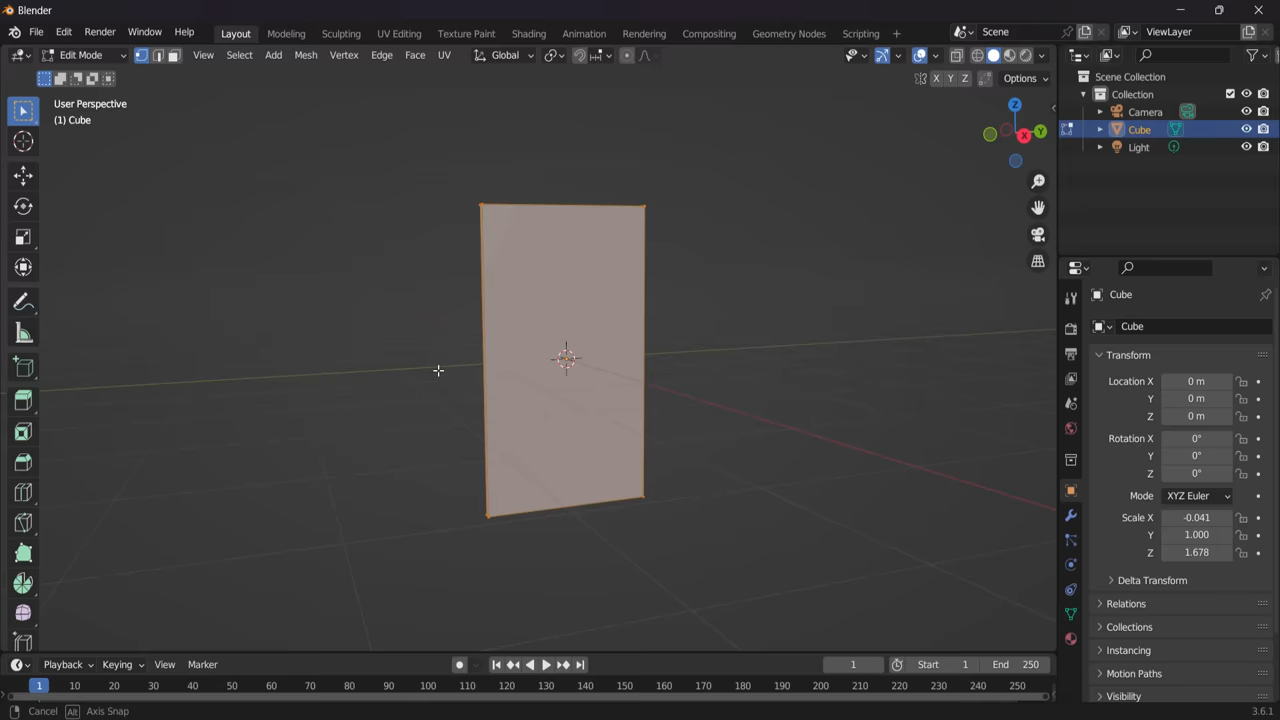 Blender
File Edit Render Window Help
Layout Modeling Sculpting UV Editing Texture Paint Shading Animation Rendering Compositing Geometry Nodes Scripting +
Scene
ViewLayer
Edit Mode View Select Add Mesh Vertex Edge Face UV Global
X Y Z Options
User Perspective
(1) Cube
Z
Y
X
Scene Collection
Collection
Camera
Cube
Light
Cube
Cube
Transform
Location X 0 m
Y 0 m
Z 0 m
Rotation X 0°
Y 0°
Z 0°
Mode XYZ Euler
Scale X -0.041
Y 1.000
Z 1.678
Delta Transform
Relations
Collections
Instancing
Motion Paths
Visibility
Playback Keying View Marker 1 Start 1 End 250
1 10 20 30 40 50 60 70 80 90 100 110 120 130 140 150 160 170 180 190 200 210 220 230 240 250
Cancel Alt Axis Snap 3.6.1